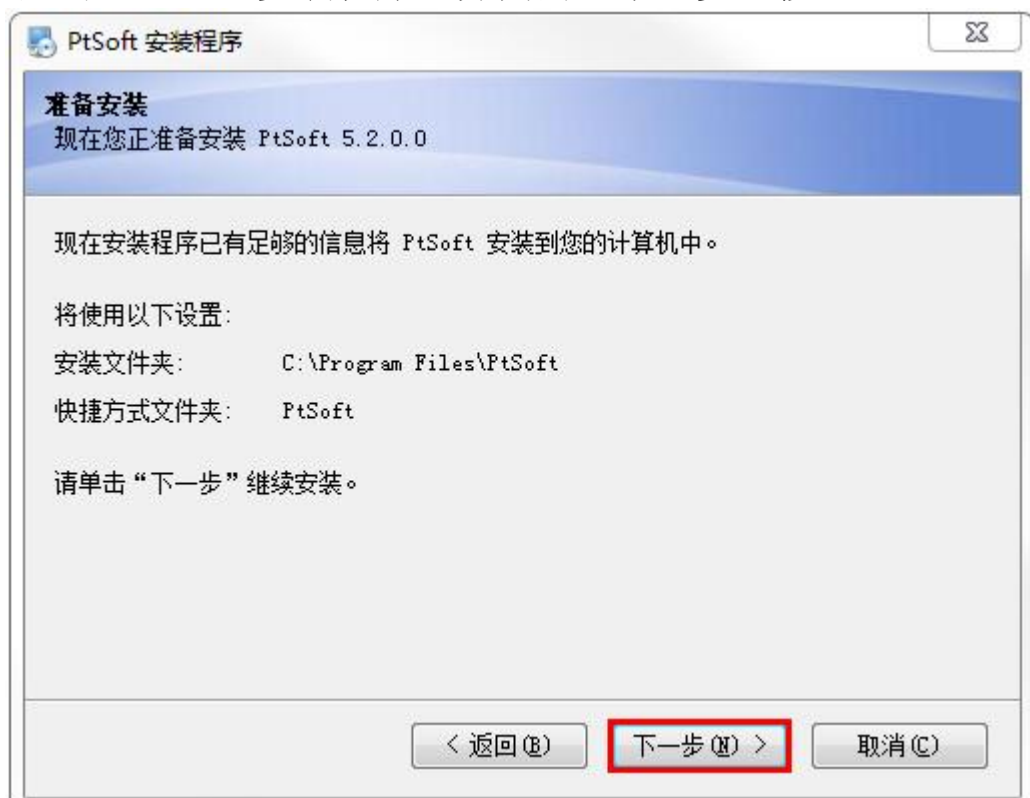 PtSoft 安装程序
准备安装
现在您正准备安装 PtSoft 5.2.0.0
现在安装程序已有足够的信息将 PtSoft 安装到您的计算机中。
将使用以下设置:
安装文件夹: C:\Program Files\PtSoft
快捷方式文件夹: PtSoft
请单击“下一步”继续安装。
< 返回(B) 下一步(N) > 取消(C)